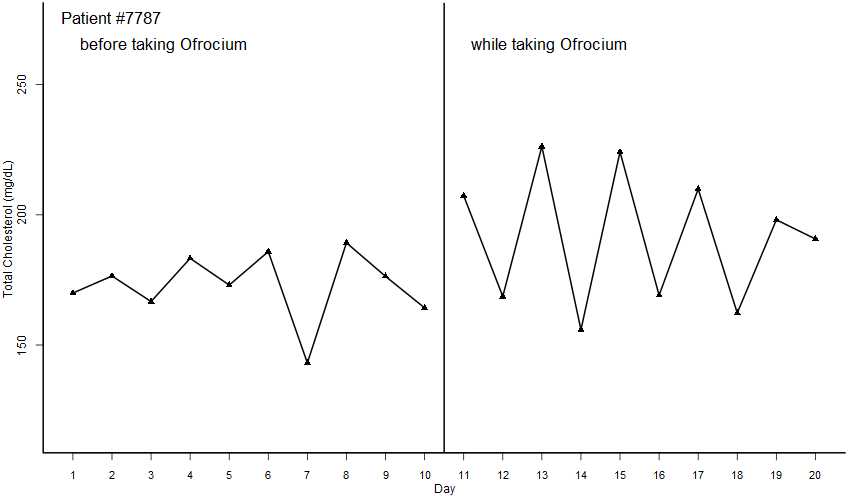 Patient #7787
before taking Ofrocium
while taking Ofrocium
Total Cholesterol (mg/dL)
250
200
150
1 2 3 4 5 6 7 8 9 10 11 12 13 14 15 16 17 18 19 20
Day